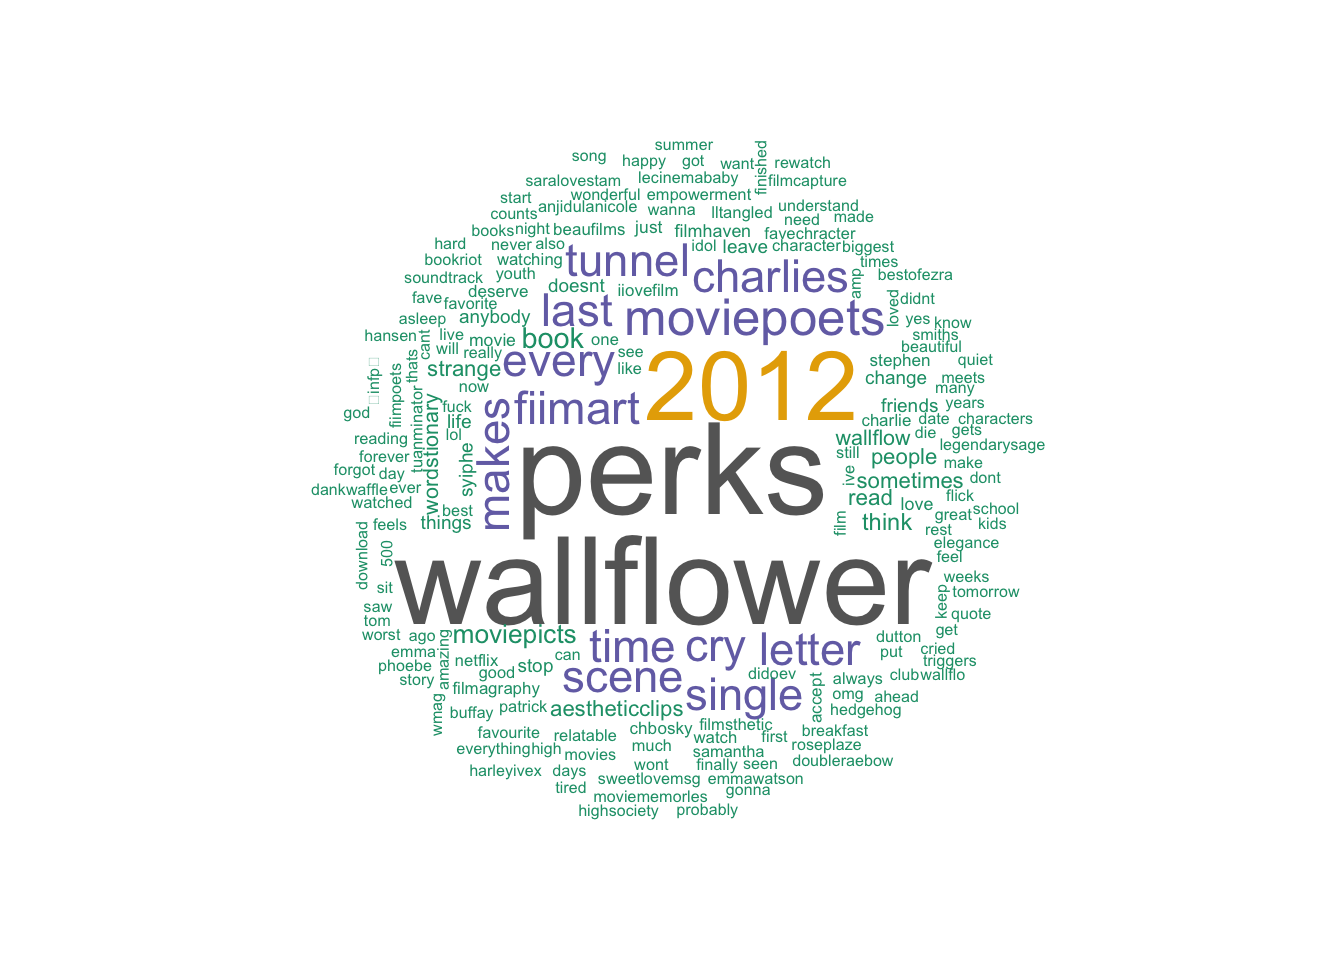 summer
song happy got want finished rewatch
saralovestam lecinemababy filmcapture
start wonderful empowerment
counts anjidulanicole wanna lltangled understand
books night beaufilms just filmhaven need made
hard never also tunnel idol leave favechracter
bookriot watching charlies character biggest
soundtrack youth doesnt iiovefilm amp times bestofezra
fave favorite deserve last moviepoets loved didnt
asleep anybody yes know
hansen cant live movie book one smiths
will really every see 2012 beautiful
infp thats strange like stephen quiet
fiimpoets now fiimart change meets many
god tuanminator wordstionary fuck makes friends years
reading life perks charlie date characters
forever lol wallflow die gets
forgot day syiphe still people legendarysage
dankwaffle ever ive sometimes make dont
watched best read love flick
feels things film think great school
download 500 rest kids
wallflower elegance
sit feel
saw weeks
tom keep tomorrow
worst ago moviepicts time cry letter quote
emma amazing can dutton get
phoebe netflix good stop scene didoev put cried triggers
story filmagraphy single accept always club wallflo
wmag buffay patrick aestheticclips omg ahead
chbosky filmsthetic hedgehog
favourite relatable watch first breakfast
everythinghigh movies much samantha roseplaze
harleyivex days wont finally seen doubleraebow
tired sweetlovemsg emmawatson
moviememorles gonna
highsociety probably